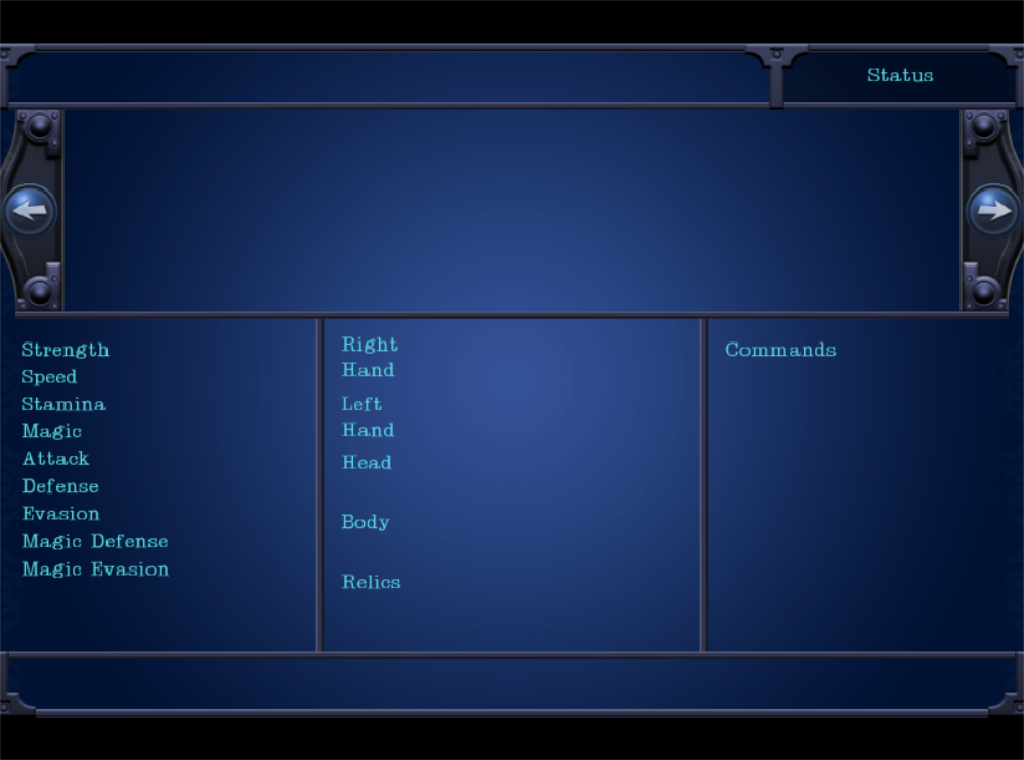 Status
Strength
Speed
Stamina
Magic
Attack
Defense
Evasion
Magic Defense
Magic Evasion
Right
Hand
Left
Hand
Head
Body
Relics
Commands